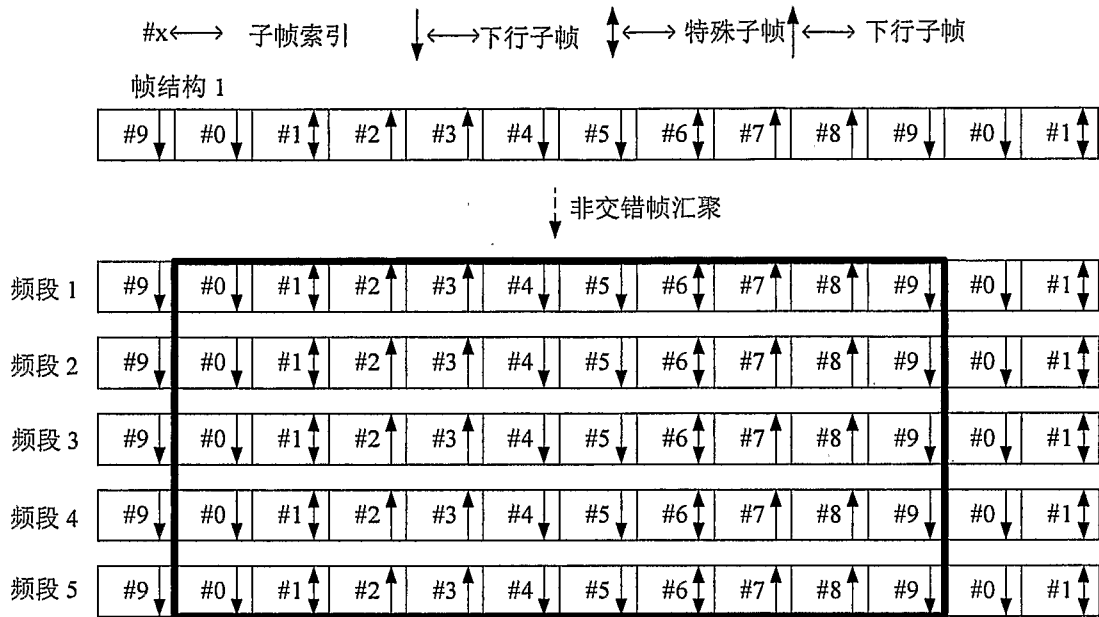 #x 子帧索引 下行子帧 特殊子帧 下行子帧
帧结构 1
#9 #0 #1 #2 #3 #4 #5 #6 #7 #8 #9 #0 #1
非交错帧汇聚
频段 1 #9 #0 #1 #2 #3 #4 #5 #6 #7 #8 #9 #0 #1
频段 2 #9 #0 #1 #2 #3 #4 #5 #6 #7 #8 #9 #0 #1
频段 3 #9 #0 #1 #2 #3 #4 #5 #6 #7 #8 #9 #0 #1
频段 4 #9 #0 #1 #2 #3 #4 #5 #6 #7 #8 #9 #0 #1
频段 5 #9 #0 #1 #2 #3 #4 #5 #6 #7 #8 #9 #0 #1